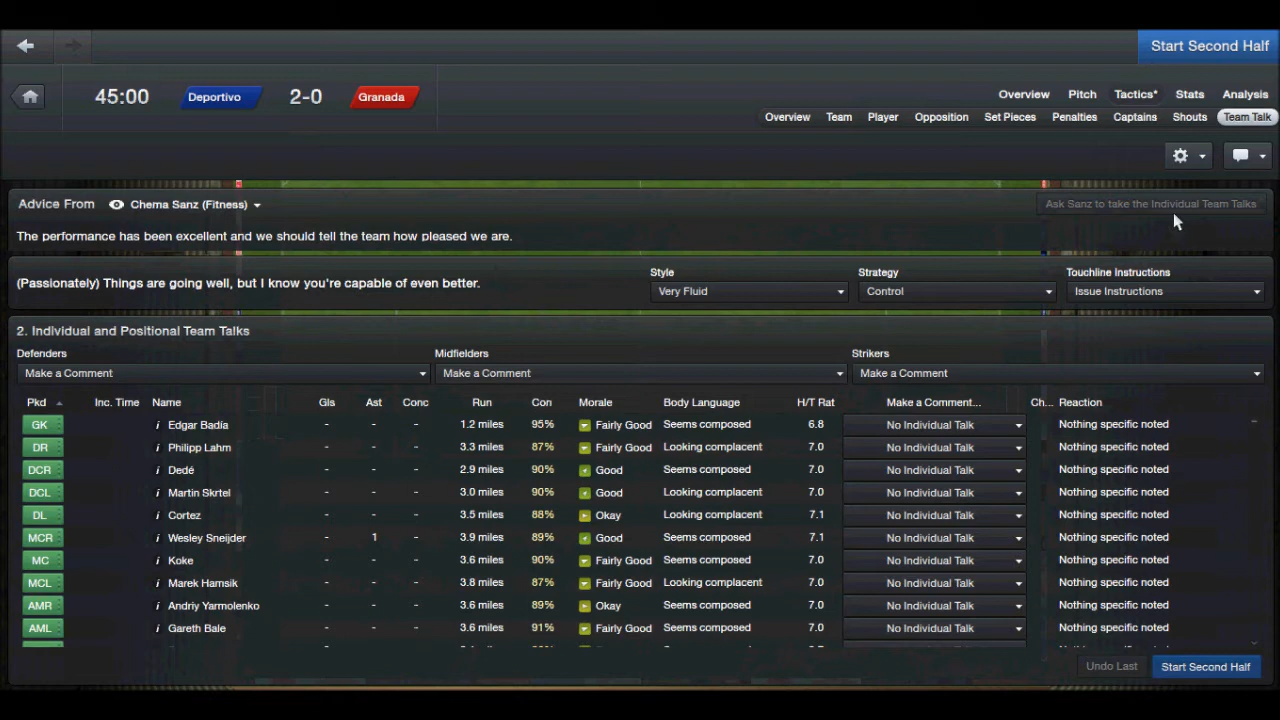 Start Second Half
45:00 Deportivo 2-0 Granada
Overview Pitch Tactics* Stats Analysis
Overview Team Player Opposition Set Pieces Penalties Captains Shouts Team Talk
Advice From Chema Sanz (Fitness) Ask Sanz to take the Individual Team Talks
The performance has been excellent and we should tell the team how pleased we are.
Style Strategy Touchline Instructions
(Passionately) Things are going well, but I know you're capable of even better. Very Fluid Control Issue Instructions
2. Individual and Positional Team Talks
Defenders Midfielders Strikers
Make a Comment Make a Comment Make a Comment
Pkd Inc. Time Name Gls Ast Conc Run Con Morale Body Language H/T Rat Make a Comment... Ch... Reaction
GK i Edgar Badía - - - 1.2 miles 95% Fairly Good Seems composed 6.8 No Individual Talk Nothing specific noted
DR i Philipp Lahm - - - 3.3 miles 87% Fairly Good Looking complacent 7.0 No Individual Talk Nothing specific noted
DCR i Dedé - - - 2.9 miles 90% Good Seems composed 7.0 No Individual Talk Nothing specific noted
DCL i Martin Skrtel - - - 3.0 miles 90% Good Looking complacent 7.0 No Individual Talk Nothing specific noted
DL i Cortez - - - 3.5 miles 88% Okay Looking complacent 7.1 No Individual Talk Nothing specific noted
MCR i Wesley Sneijder - 1 - 3.9 miles 89% Good Seems composed 7.1 No Individual Talk Nothing specific noted
MC i Koke - - - 3.6 miles 90% Fairly Good Seems composed 7.0 No Individual Talk Nothing specific noted
MCL i Marek Hamsik - - - 3.8 miles 87% Fairly Good Looking complacent 7.0 No Individual Talk Nothing specific noted
AMR i Andriy Yarmolenko - - - 3.6 miles 89% Okay Seems composed 7.0 No Individual Talk Nothing specific noted
AML i Gareth Bale - - - 3.6 miles 91% Fairly Good Seems composed 7.0 No Individual Talk Nothing specific noted
Undo Last Start Second Half